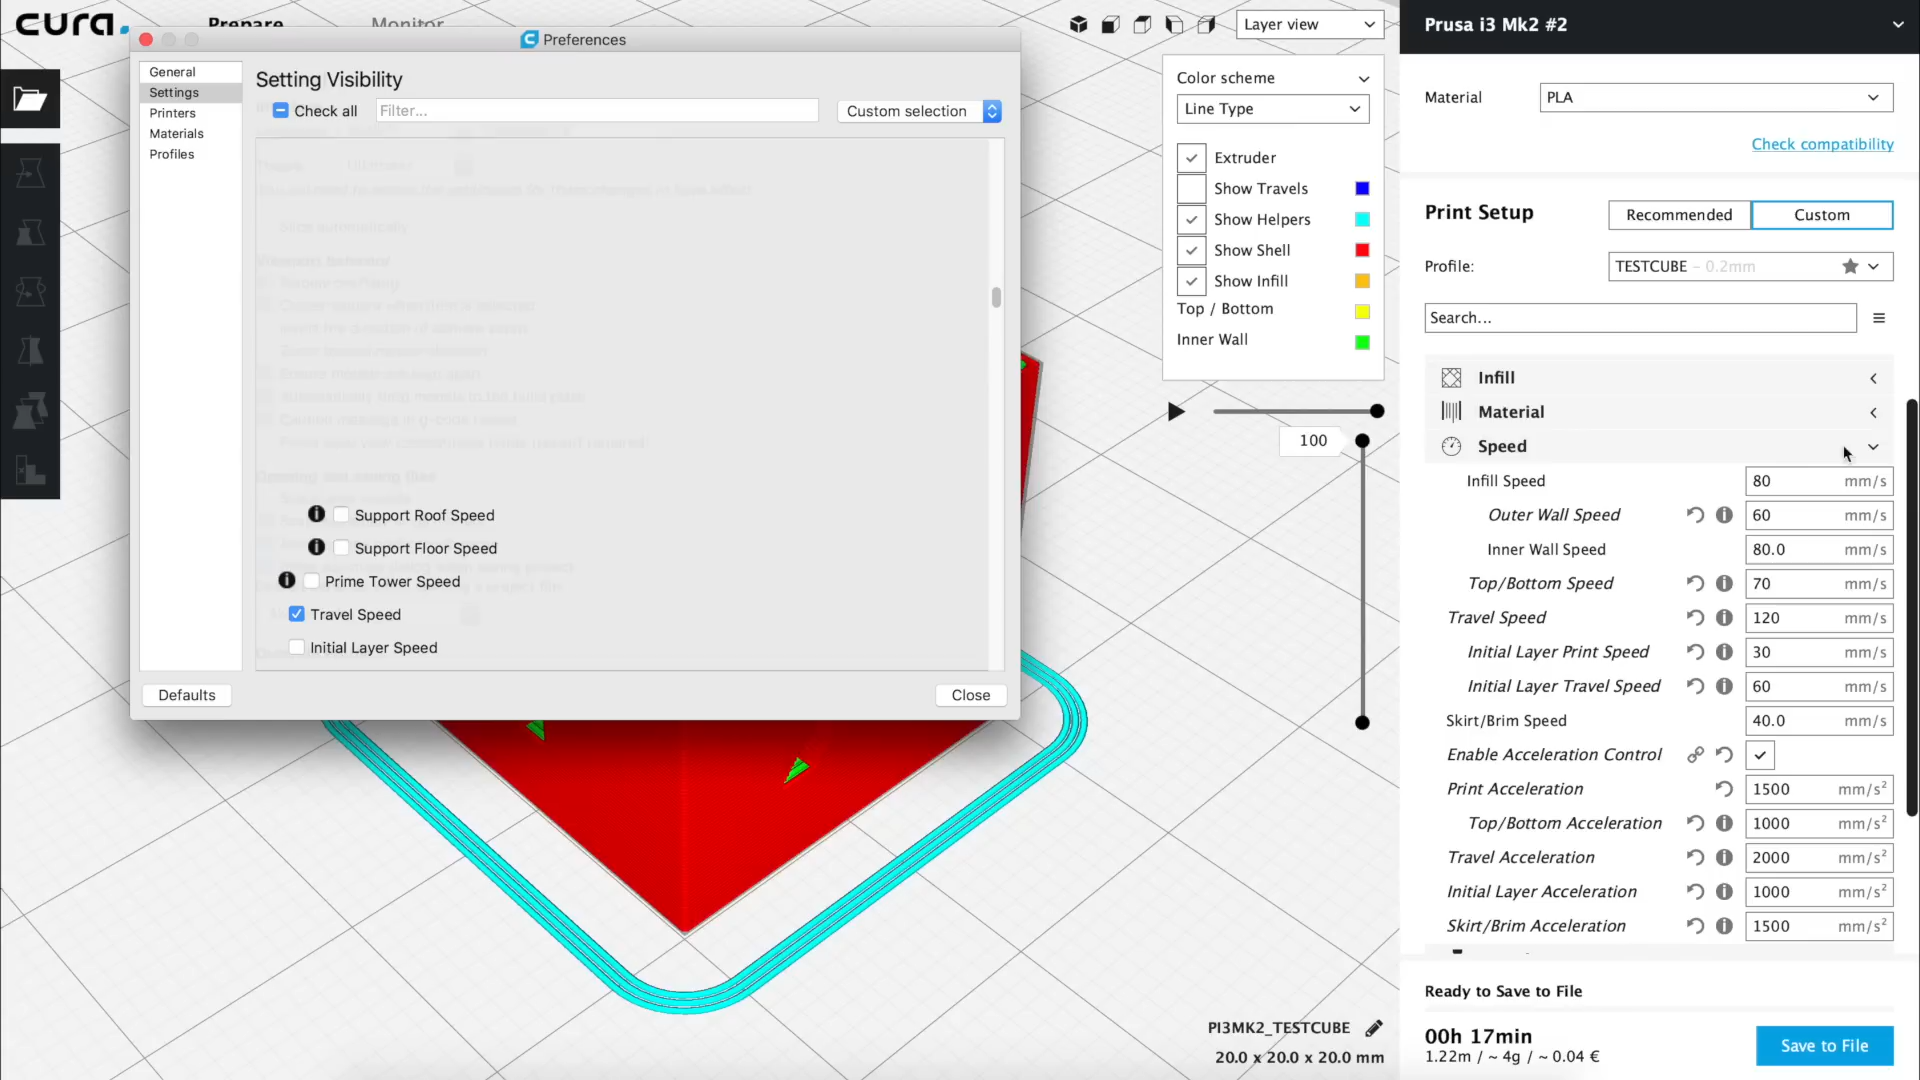 cura.
Prepare
Monitor
Layer view
Prusa i3 Mk2 #2
Preferences
General
Settings
Printers
Materials
Profiles
Setting Visibility
Check all
Filter...
Custom selection
Support Roof Speed
Support Floor Speed
Prime Tower Speed
Travel Speed
Initial Layer Speed
Defaults
Close
Color scheme
Line Type
Extruder
Show Travels
Show Helpers
Show Shell
Show Infill
Top / Bottom
Inner Wall
100
Material
PLA
Check compatibility
Print Setup
Recommended
Custom
Profile:
TESTCUBE - 0.2mm
Search...
Infill
Material
Speed
Infill Speed
80 mm/s
Outer Wall Speed
60 mm/s
Inner Wall Speed
80.0 mm/s
Top/Bottom Speed
70 mm/s
Travel Speed
120 mm/s
Initial Layer Print Speed
30 mm/s
Initial Layer Travel Speed
60 mm/s
Skirt/Brim Speed
40.0 mm/s
Enable Acceleration Control
Print Acceleration
1500 mm/s²
Top/Bottom Acceleration
1000 mm/s²
Travel Acceleration
2000 mm/s²
Initial Layer Acceleration
1000 mm/s²
Skirt/Brim Acceleration
1500 mm/s²
PI3MK2_TESTCUBE
20.0 x 20.0 x 20.0 mm
Ready to Save to File
00h 17min
1.22m / ~ 4g / ~ 0.04 €
Save to File